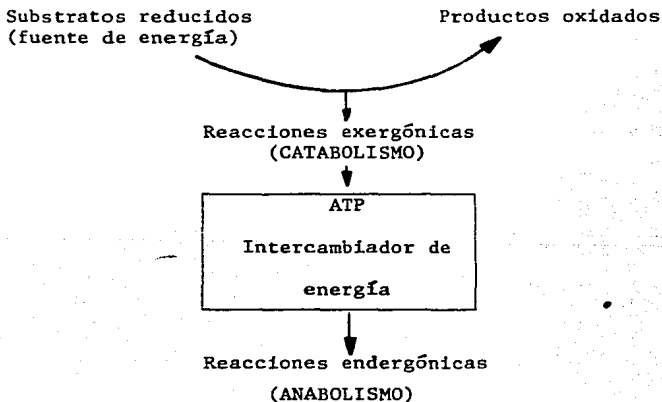 Substratos reducidos
(fuente de energía)
Productos oxidados
Reacciones exergónicas
(CATABOLISMO)
ATP
Intercambiador de
energía
Reacciones endergónicas
(ANABOLISMO)